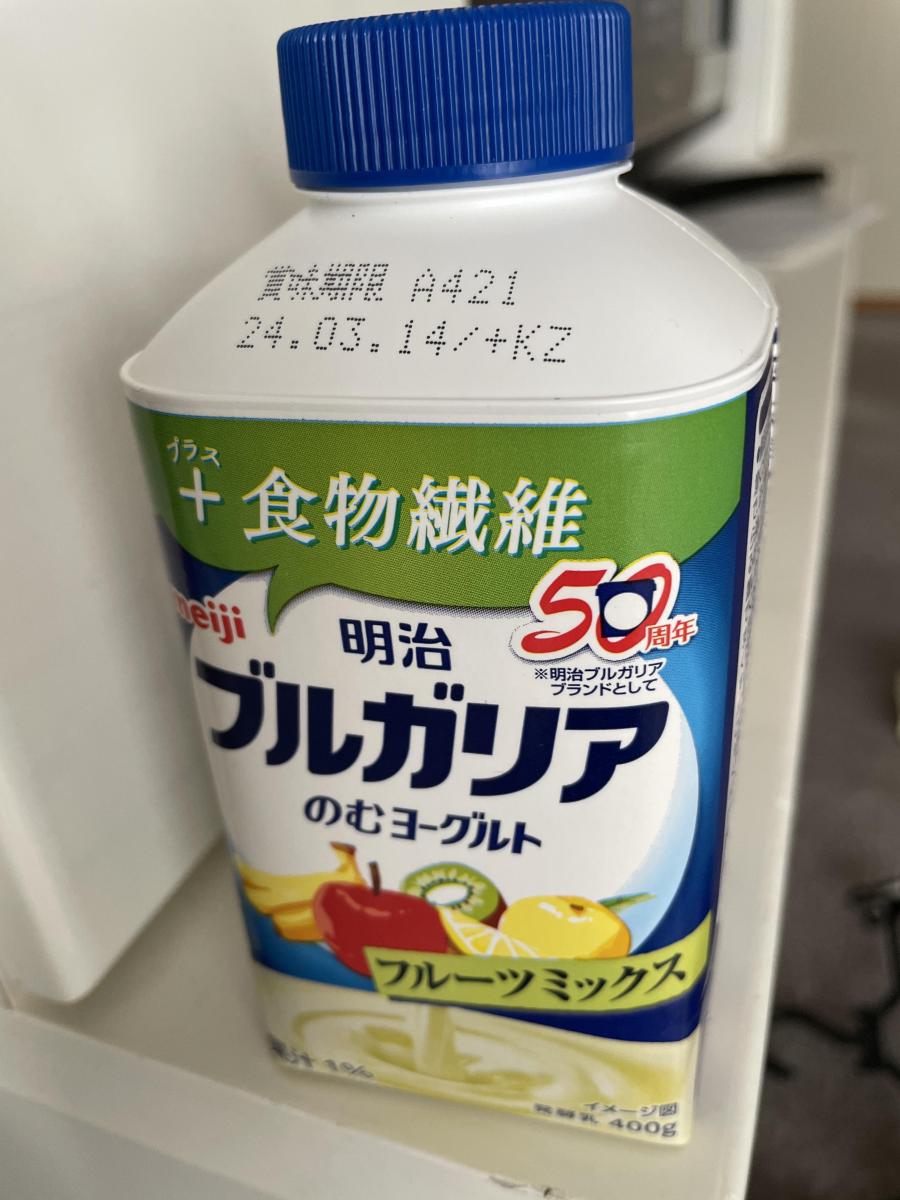 賞味期限 A421
24.03.14/+KZ
プラス
+食物繊維
meiji
50周年
※明治ブルガリア
ブランドとして
明治
ブルガリア
のむヨーグルト
フルーツミックス
果汁 1%
イメージ図
発酵乳 400g